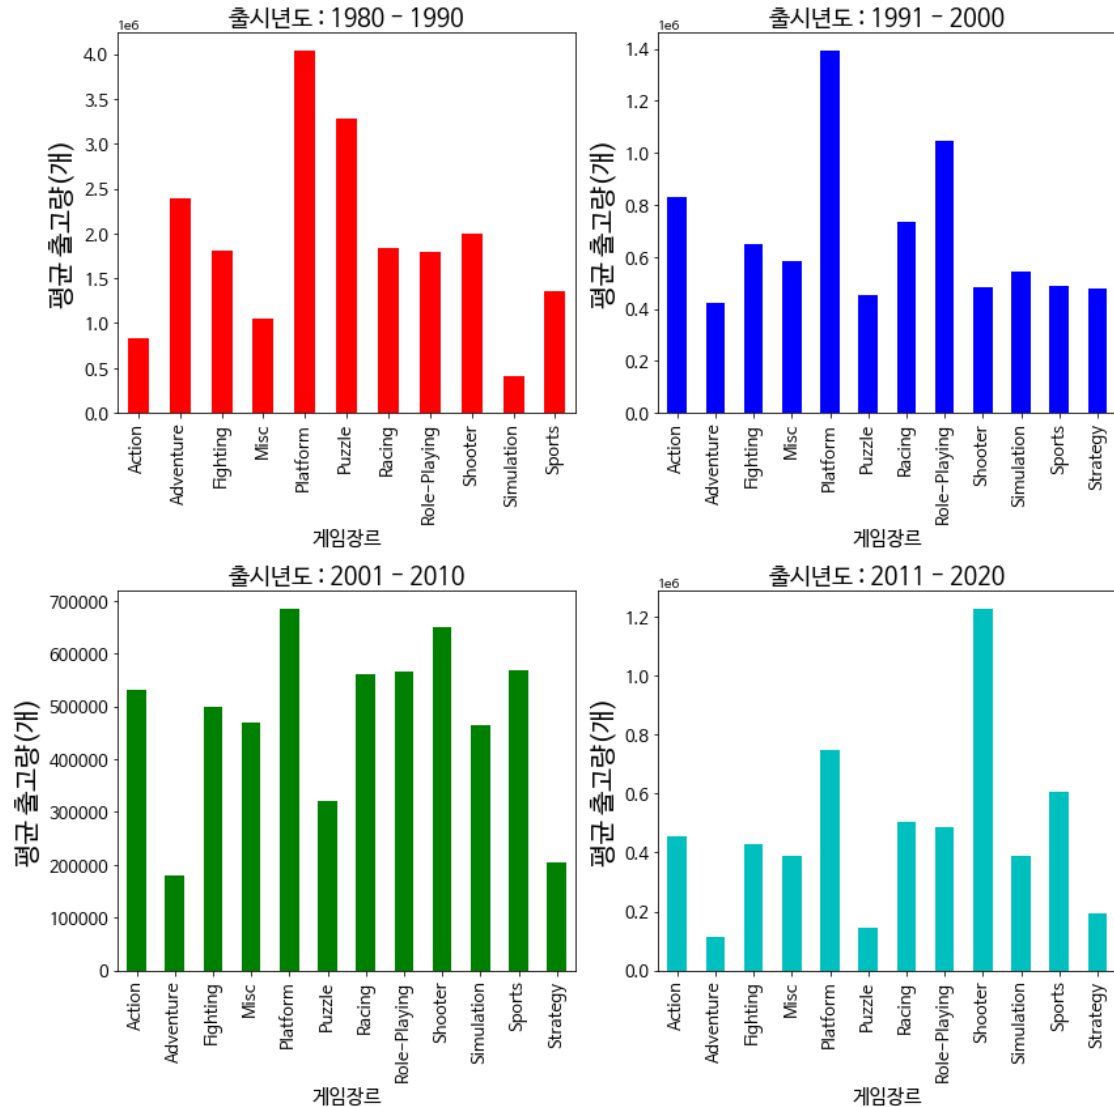 출시년도 : 1980 - 1990
1e6
4.0
3.5
3.0
2.5
2.0
1.5
1.0
0.5
0.0
평균 출고량(개)
Action
Adventure
Fighting
Misc
Platform
Puzzle
Racing
Role-Playing
Shooter
Simulation
Sports
게임장르
출시년도 : 1991 - 2000
1e6
1.4
1.2
1.0
0.8
0.6
0.4
0.2
0.0
평균 출고량(개)
Action
Adventure
Fighting
Misc
Platform
Puzzle
Racing
Role-Playing
Shooter
Simulation
Sports
Strategy
게임장르
출시년도 : 2001 - 2010
700000
600000
500000
400000
300000
200000
100000
0
평균 출고량(개)
Action
Adventure
Fighting
Misc
Platform
Puzzle
Racing
Role-Playing
Shooter
Simulation
Sports
Strategy
게임장르
출시년도 : 2011 - 2020
1e6
1.2
1.0
0.8
0.6
0.4
0.2
0.0
평균 출고량(개)
Action
Adventure
Fighting
Misc
Platform
Puzzle
Racing
Role-Playing
Shooter
Simulation
Sports
Strategy
게임장르